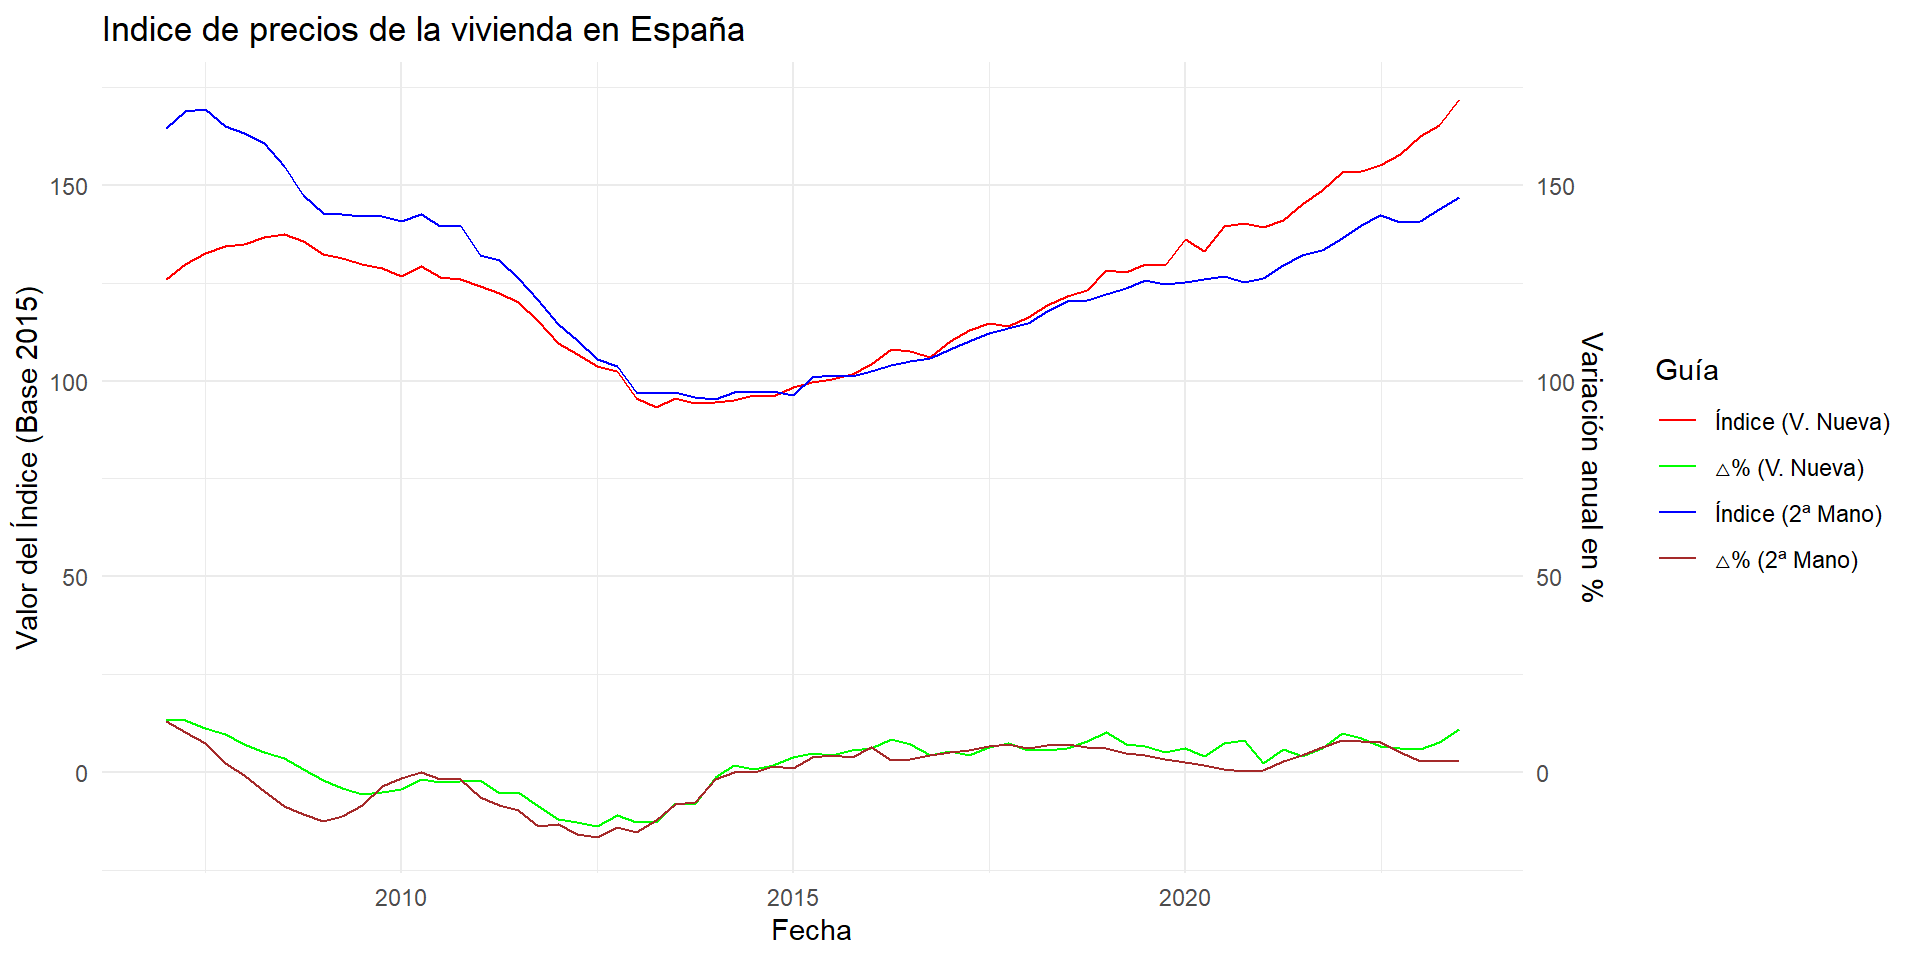 Indice de precios de la vivienda en España
Valor del Índice (Base 2015)
150
100
50
0
150
100
50
0
Variación anual en %
2010
2015
2020
Fecha
Guía
Índice (V. Nueva)
△% (V. Nueva)
Índice (2ª Mano)
△% (2ª Mano)